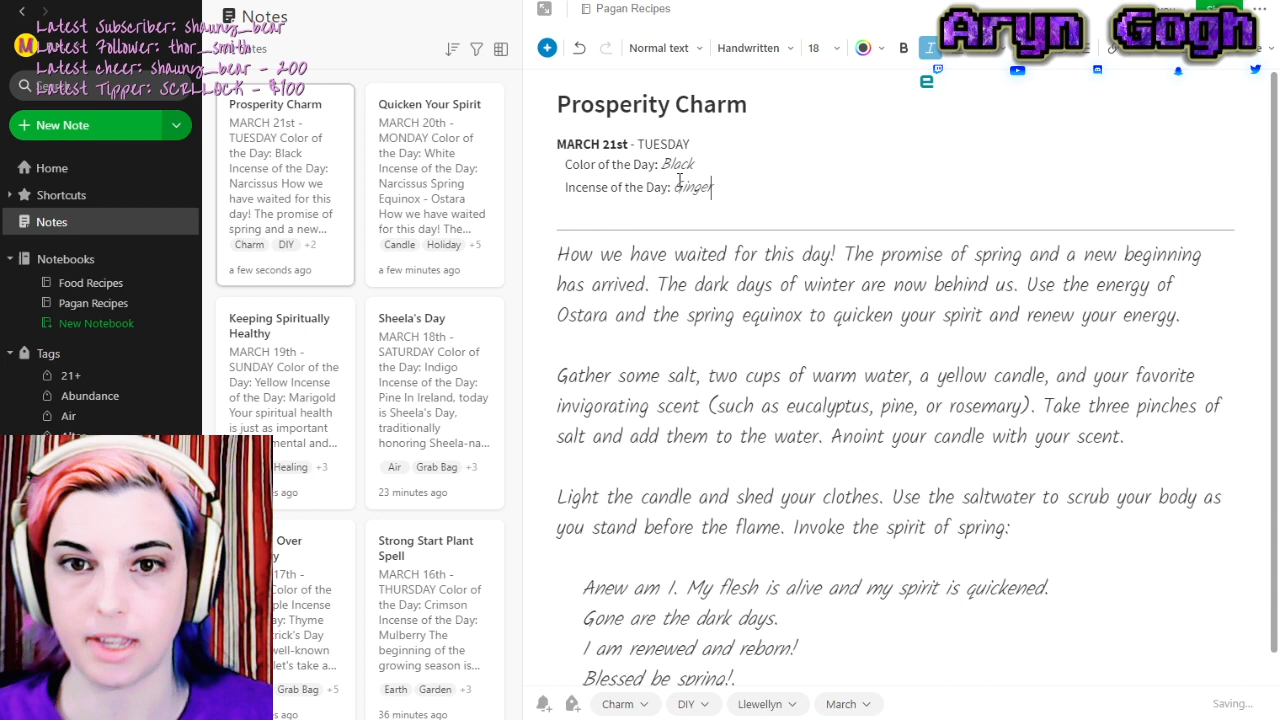 Latest Subscriber: shauny_bear
Latest Follower: thor_smith
Latest cheer: shauny_bear - 200
Latest Tipper: SCRLLOCK - $100
New Note
Home
Shortcuts
Notes
Notebooks
Food Recipes
Pagan Recipes
New Notebook
Tags
21+
Abundance
Air
Notes
Prosperity Charm
MARCH 21st -
TUESDAY Color of
the Day: Black
Incense of the Day:
Narcissus How we
have waited for this
day! The promise of
spring and a new...
Charm DIY +2
a few seconds ago
Quicken Your Spirit
MARCH 20th -
MONDAY Color of
the Day: White
Incense of the Day:
Narcissus Spring
Equinox - Ostara
How we have waited
for this day! The...
Candle Holiday +5
a few minutes ago
Keeping Spiritually
Healthy
MARCH 19th -
SUNDAY Color of the
Day: Yellow Incense
of the Day: Marigold
Your spiritual health
is just as important
mental and...
Healing +3
Sheela's Day
MARCH 18th -
SATURDAY Color of
the Day: Indigo
Incense of the Day:
Pine In Ireland, today
is Sheela's Day,
traditionally
honoring Sheela-na...
Air Grab Bag +3
23 minutes ago
Over
17th -
Color of the
Incense
Thyme
rick's Day
well-known
let's take a...
Grab Bag +5
Strong Start Plant
Spell
MARCH 16th -
THURSDAY Color of
the Day: Crimson
Incense of the Day:
Mulberry The
beginning of the
growing season is...
Earth Garden +3
36 minutes ago
Pagan Recipes
Aryn Gogh
Normal text Handwritten 18 B I
Prosperity Charm
MARCH 21st - TUESDAY
Color of the Day: Black
Incense of the Day: Ginger
How we have waited for this day! The promise of spring and a new beginning
has arrived. The dark days of winter are now behind us. Use the energy of
Ostara and the spring equinox to quicken your spirit and renew your energy.
Gather some salt, two cups of warm water, a yellow candle, and your favorite
invigorating scent (such as eucalyptus, pine, or rosemary). Take three pinches of
salt and add them to the water. Anoint your candle with your scent.
Light the candle and shed your clothes. Use the saltwater to scrub your body as
you stand before the flame. Invoke the spirit of spring:
Anew am I. My flesh is alive and my spirit is quickened.
Gone are the dark days.
I am renewed and reborn!
Blessed be spring!.
Charm DIY Llewellyn March
Saving...